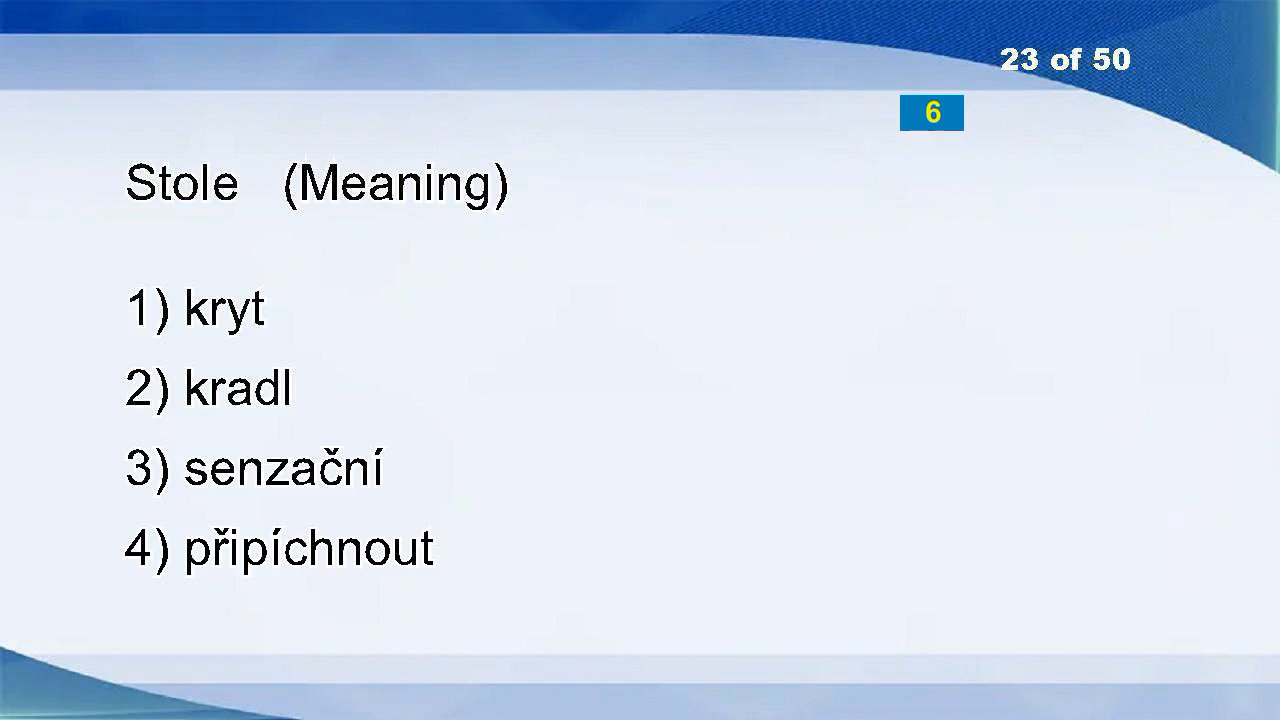 23 of 50
6
Stole (Meaning)
1) kryt
2) kradl
3) senzační
4) připíchnout